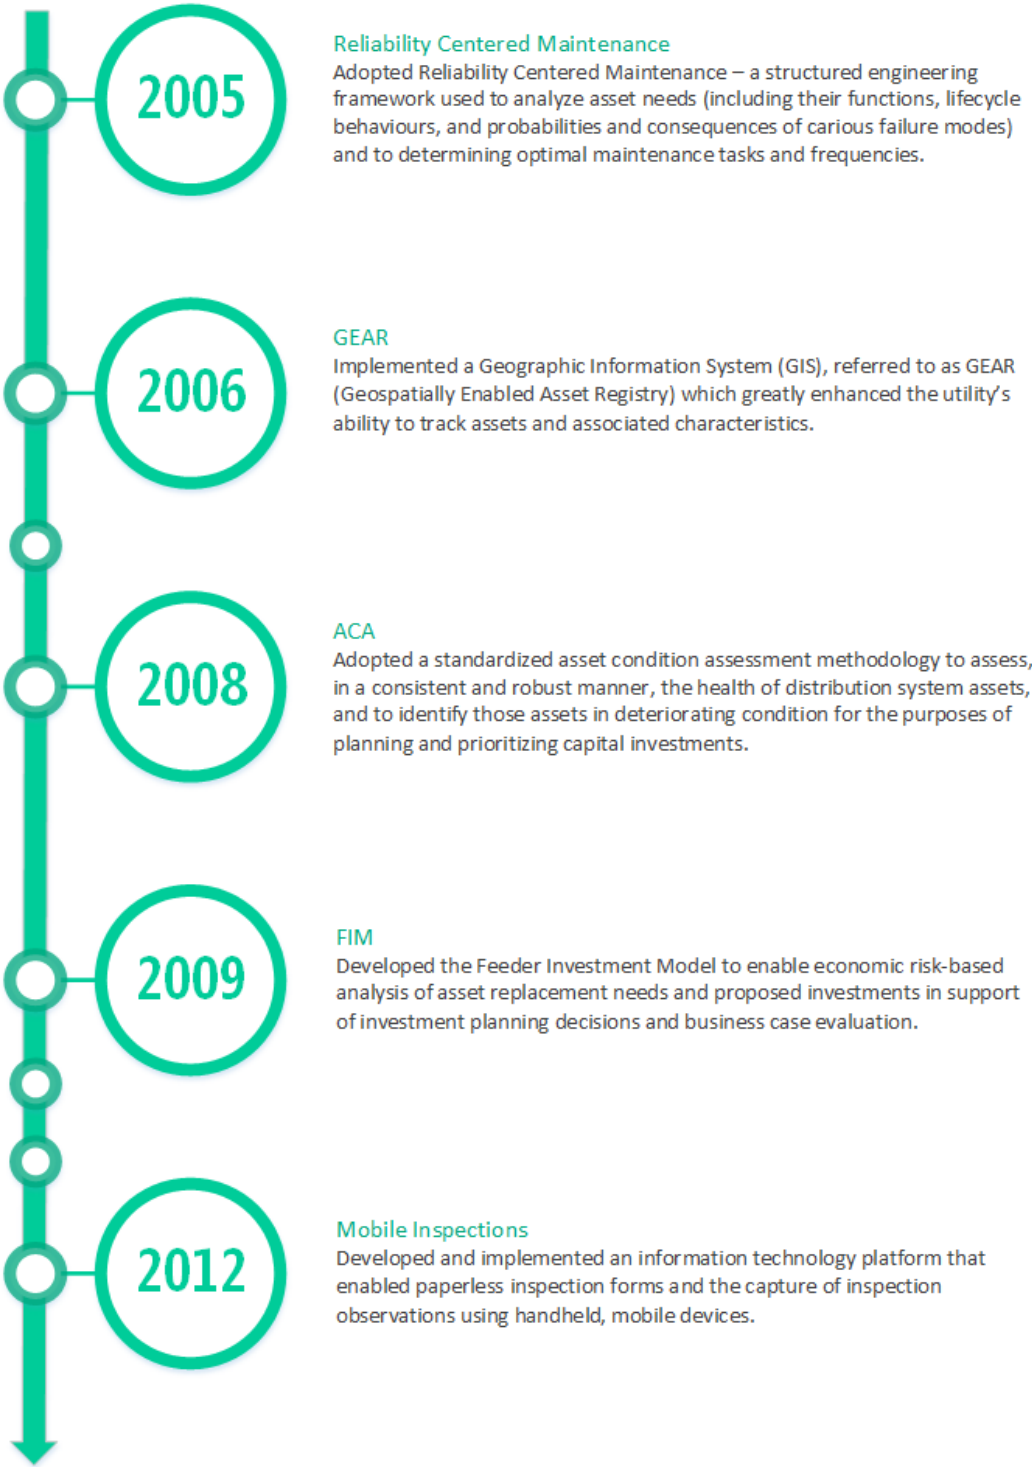 2005
Reliability Centered Maintenance
Adopted Reliability Centered Maintenance – a structured engineering
framework used to analyze asset needs (including their functions, lifecycle
behaviours, and probabilities and consequences of carious failure modes)
and to determining optimal maintenance tasks and frequencies.
2006
GEAR
Implemented a Geographic Information System (GIS), referred to as GEAR
(Geospatially Enabled Asset Registry) which greatly enhanced the utility's
ability to track assets and associated characteristics.
2008
ACA
Adopted a standardized asset condition assessment methodology to assess,
in a consistent and robust manner, the health of distribution system assets,
and to identify those assets in deteriorating condition for the purposes of
planning and prioritizing capital investments.
2009
FIM
Developed the Feeder Investment Model to enable economic risk-based
analysis of asset replacement needs and proposed investments in support
of investment planning decisions and business case evaluation.
2012
Mobile Inspections
Developed and implemented an information technology platform that
enabled paperless inspection forms and the capture of inspection
observations using handheld, mobile devices.